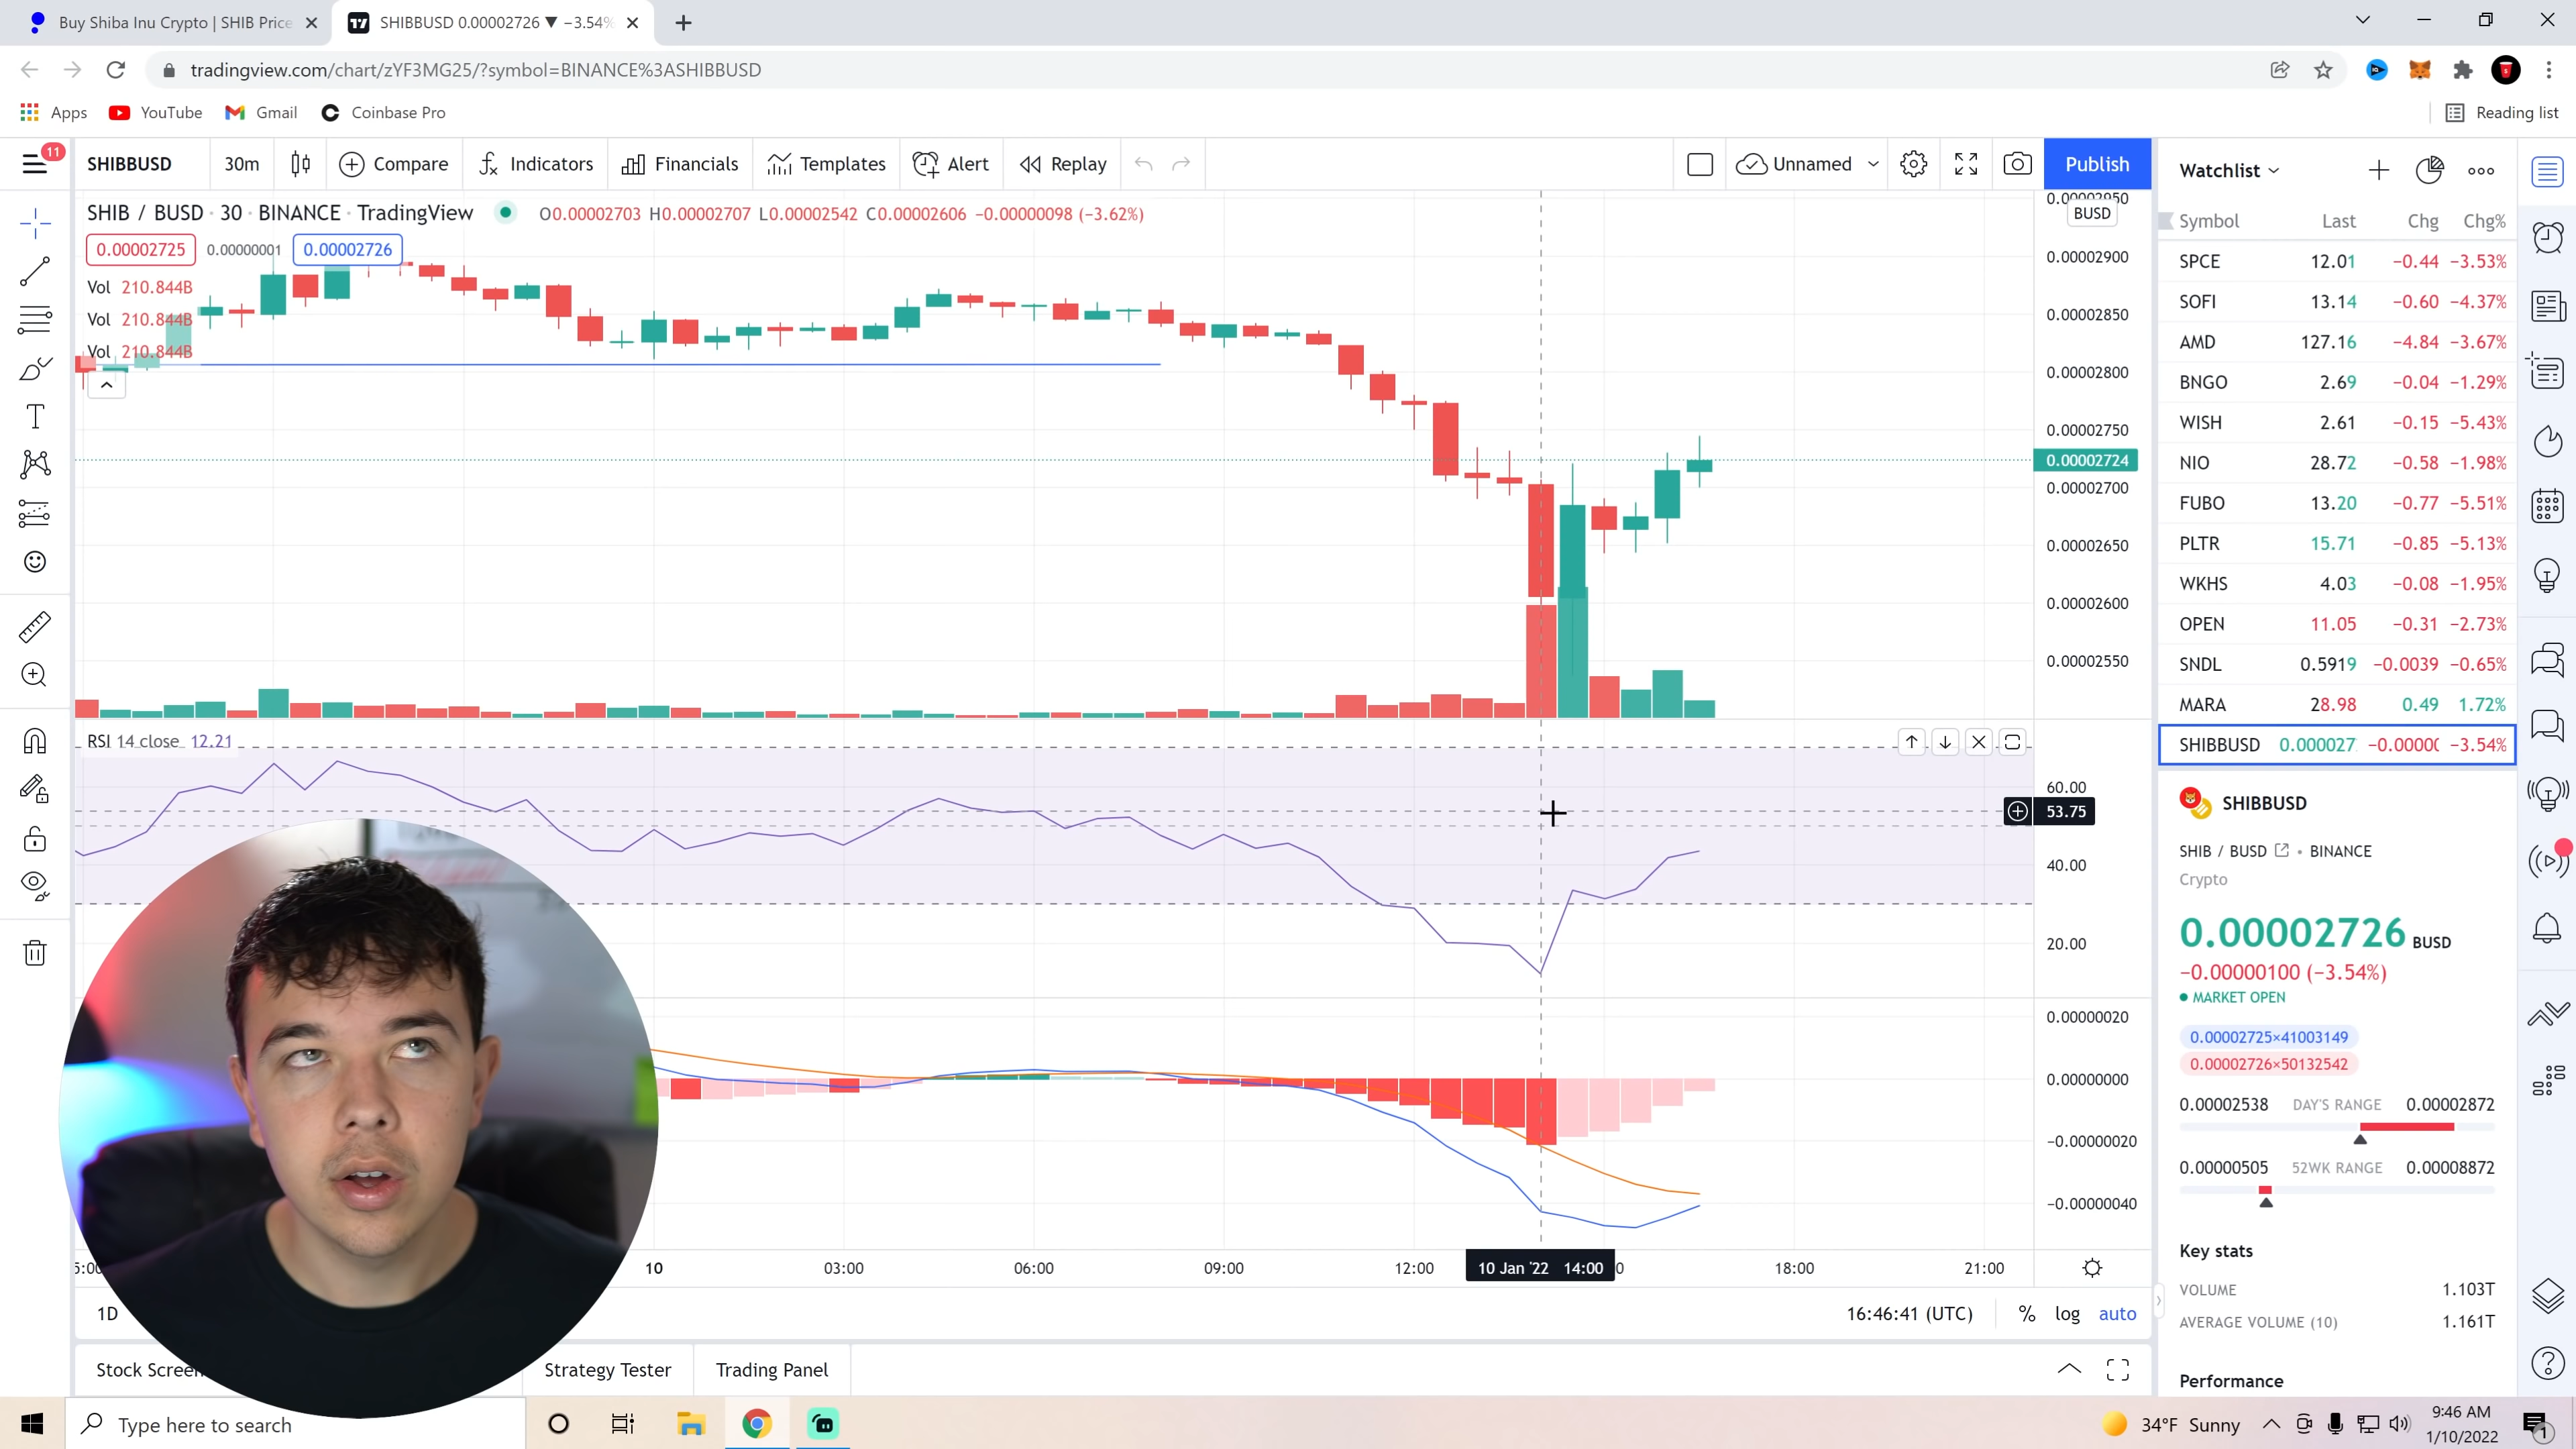 Buy Shiba Inu Crypto | SHIB Price
SHIBBUSD 0.00002726 ▼ −3.54%
tradingview.com/chart/zYF3MG25/?symbol=BINANCE%3ASHIBBUSD
Apps YouTube Gmail Coinbase Pro Reading list
11
SHIBBUSD 30m Compare Indicators Financials Templates Alert Replay Unnamed Publish
SHIB / BUSD · 30 · BINANCE · TradingView O0.00002703 H0.00002707 L0.00002542 C0.00002606 −0.00000098 (−3.62%)
0.00002725 0.00000001 0.00002726
Vol 210.844B
Vol 210.844B
Vol 210.844B
0.00002950
BUSD
0.00002900
0.00002850
0.00002800
0.00002750
0.00002724
0.00002700
0.00002650
0.00002600
0.00002550
RSI 14 close 12.21
60.00
53.75
40.00
20.00
0.00000020
0.00000000
−0.00000020
−0.00000040
10 03:00 06:00 09:00 12:00 10 Jan '22 14:00 18:00 21:00
1D 16:46:41 (UTC) % log auto
Stock Screen Strategy Tester Trading Panel
Watchlist
Symbol Last Chg Chg%
SPCE 12.01 −0.44 −3.53%
SOFI 13.14 −0.60 −4.37%
AMD 127.16 −4.84 −3.67%
BNGO 2.69 −0.04 −1.29%
WISH 2.61 −0.15 −5.43%
NIO 28.72 −0.58 −1.98%
FUBO 13.20 −0.77 −5.51%
PLTR 15.71 −0.85 −5.13%
WKHS 4.03 −0.08 −1.95%
OPEN 11.05 −0.31 −2.73%
SNDL 0.5919 −0.0039 −0.65%
MARA 28.98 0.49 1.72%
SHIBBUSD 0.000027 −0.0000 −3.54%
SHIBBUSD
SHIB / BUSD • BINANCE
Crypto
0.00002726 BUSD
−0.00000100 (−3.54%)
MARKET OPEN
0.00002725×41003149
0.00002726×50132542
0.00002538 DAY'S RANGE 0.00002872
0.00000505 52WK RANGE 0.00008872
Key stats
VOLUME 1.103T
AVERAGE VOLUME (10) 1.161T
Performance
Type here to search
34°F Sunny
9:46 AM
1/10/2022
1